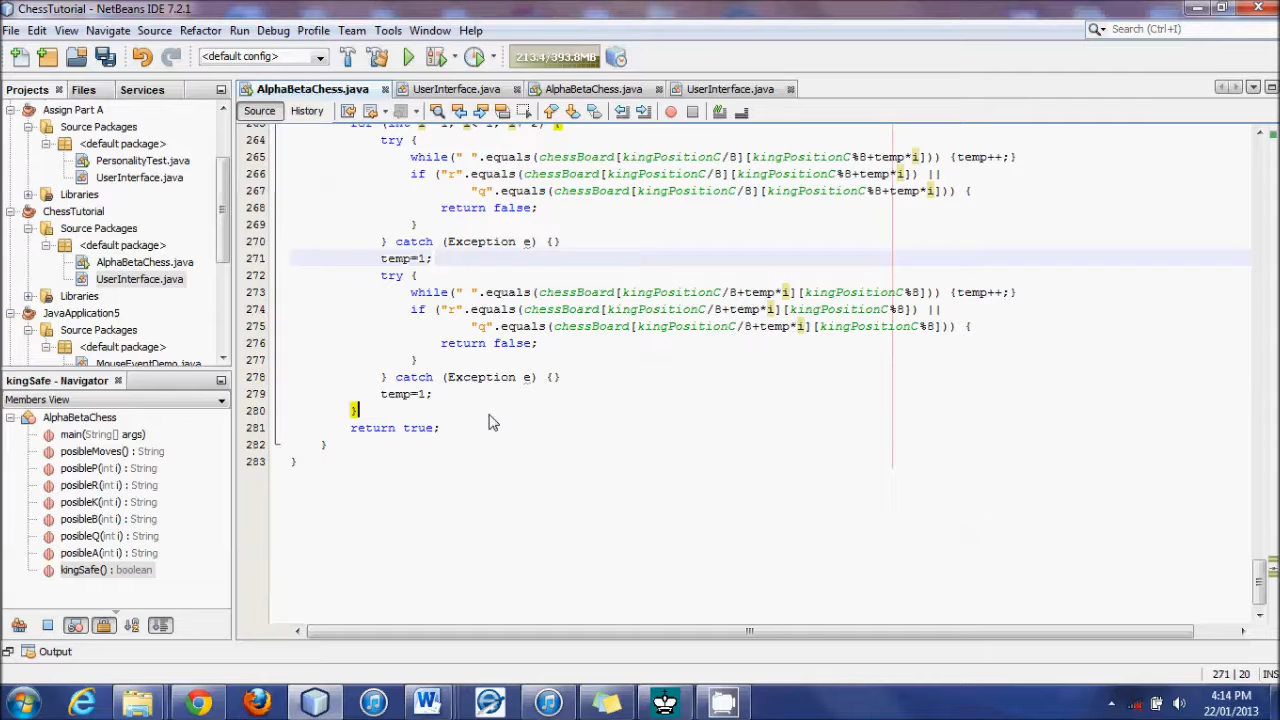 ChessTutorial - NetBeans IDE 7.2.1
File Edit View Navigate Source Refactor Run Debug Profile Team Tools Window Help
Search (Ctrl+I)
<default config>
213.4/393.8MB
Projects Files Services
AlphaBetaChess.java UserInterface.java AlphaBetaChess.java UserInterface.java
Source History
Assign Part A
Source Packages
<default package>
PersonalityTest.java
UserInterface.java
Libraries
ChessTutorial
Source Packages
<default package>
AlphaBetaChess.java
UserInterface.java
Libraries
JavaApplication5
Source Packages
<default package>
MouseEventDemo.java
264 try {
265 while(" ".equals(chessBoard[kingPositionC/8][kingPositionC%8+temp*i])) {temp++;}
266 if ("r".equals(chessBoard[kingPositionC/8][kingPositionC%8+temp*i]) ||
267 "q".equals(chessBoard[kingPositionC/8][kingPositionC%8+temp*i])) {
268 return false;
269 }
270 } catch (Exception e) {}
271 temp=1;
272 try {
273 while(" ".equals(chessBoard[kingPositionC/8+temp*i][kingPositionC%8])) {temp++;}
274 if ("r".equals(chessBoard[kingPositionC/8+temp*i][kingPositionC%8]) ||
275 "q".equals(chessBoard[kingPositionC/8+temp*i][kingPositionC%8])) {
276 return false;
277 }
278 } catch (Exception e) {}
279 temp=1;
280 }
281 return true;
282 }
283 }
kingSafe - Navigator
Members View
AlphaBetaChess
main(String[] args)
posibleMoves() : String
posibleP(int i) : String
posibleR(int i) : String
posibleK(int i) : String
posibleB(int i) : String
posibleQ(int i) : String
posibleA(int i) : String
kingSafe() : boolean
Output
271 | 20 INS
4:14 PM
22/01/2013